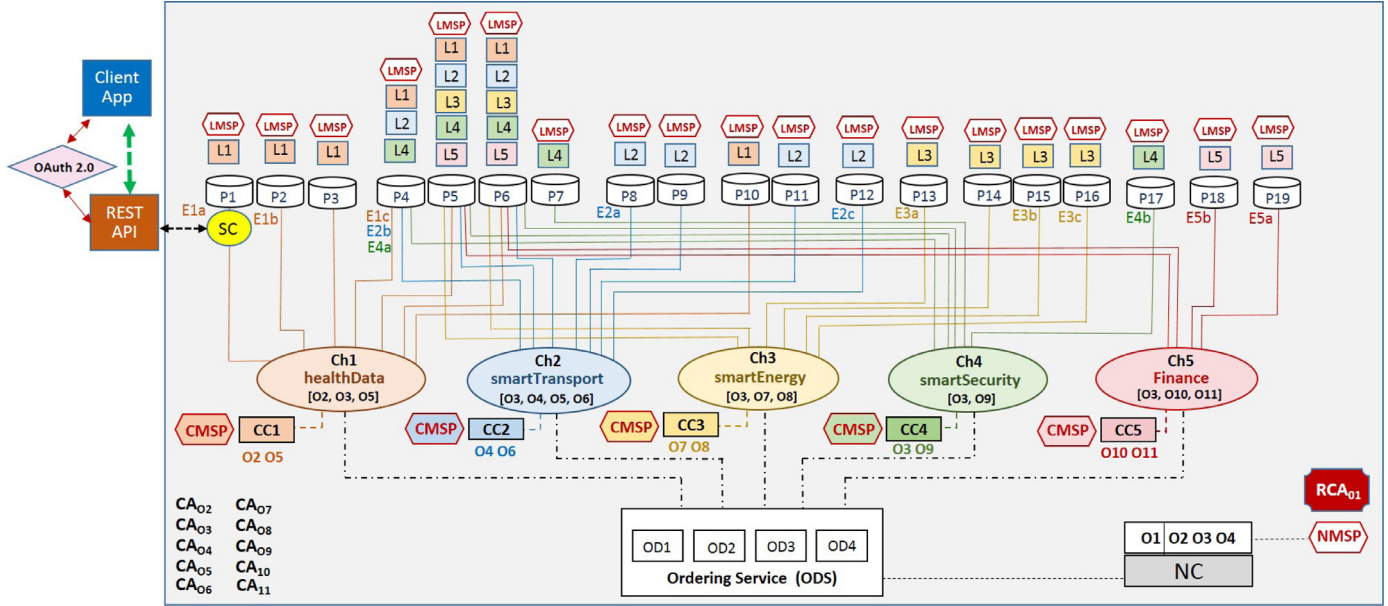 LMSP LMSP
L1 L1
LMSP L2 L2
L1 L3 L3
Client App
LMSP LMSP LMSP L2 L4 L4 LMSP LMSP LMSP LMSP LMSP LMSP LMSP LMSP LMSP LMSP LMSP LMSP LMSP
L1 L1 L1 L4 L5 L5 L4 L2 L2 L1 L2 L2 L3 L3 L3 L3 L4 L5 L5
OAuth 2.0
P1 P2 P3 P4 P5 P6 P7 P8 P9 P10 P11 P12 P13 P14 P15 P16 P17 P18 P19
E1a E1b E1c E2a E2c E3a E3b E3c E4b E5b E5a
REST API
SC
E2b
E4a
Ch1 Ch2 Ch3 Ch4 Ch5
healthData smartTransport smartEnergy smartSecurity Finance
[O2, O3, O5] [O3, O4, O5, O6] [O3, O7, O8] [O3, O9] [O3, O10, O11]
CMSP CC1 CMSP CC2 CMSP CC3 CMSP CC4 CMSP CC5
O2 O5 O4 O6 O7 O8 O3 O9 O10 O11
RCA01
CAO2 CAO7
CAO3 CAO8
CAO4 CAO9
CAO5 CA10
CAO6 CA11
OD1 OD2 OD3 OD4
Ordering Service (ODS)
O1 O2 O3 O4
NMSP
NC